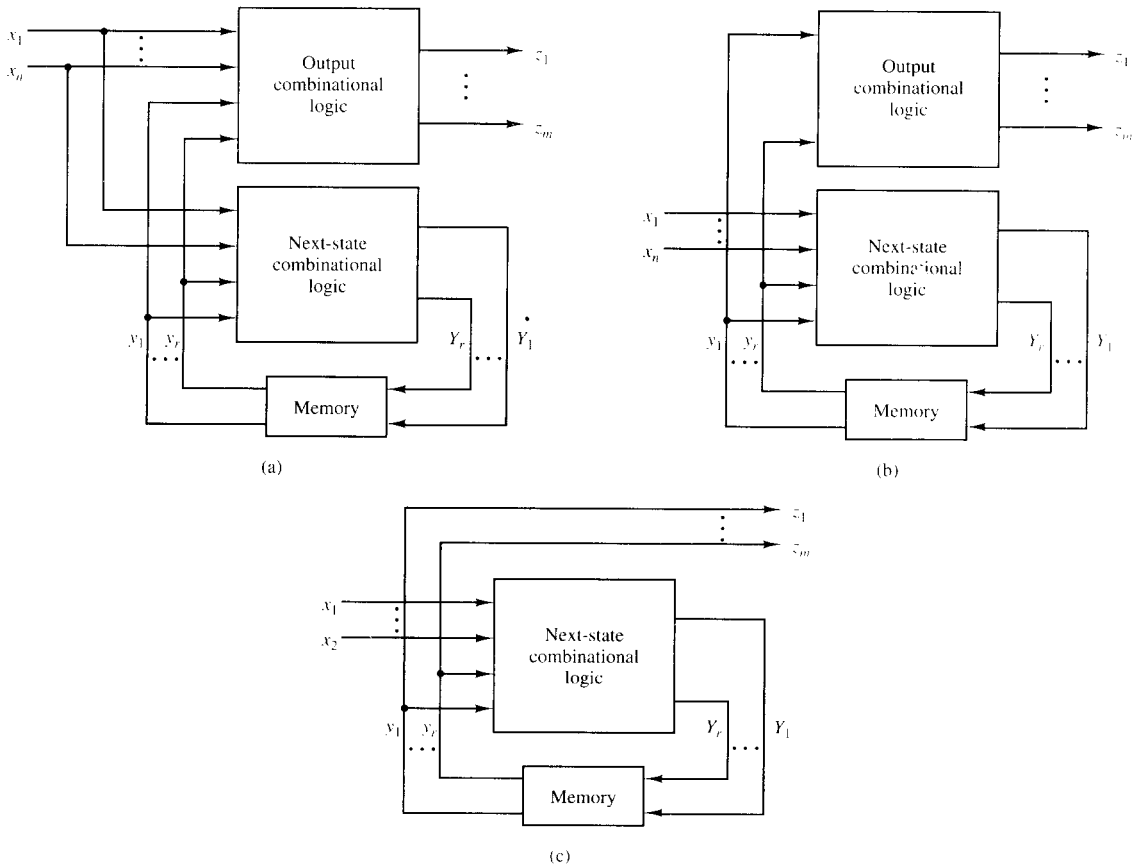 x1
xn
Output
combinational
logic
z1
zm
Next-state
combinational
logic
y1 yr
Yr Y1
Memory
(a)
Output
combinational
logic
z1
zm
x1
xn
Next-state
combinational
logic
y1 yr
Yr Y1
Memory
(b)
z1
zm
x1
x2
Next-state
combinational
logic
y1 yr
Yr Y1
Memory
(c)